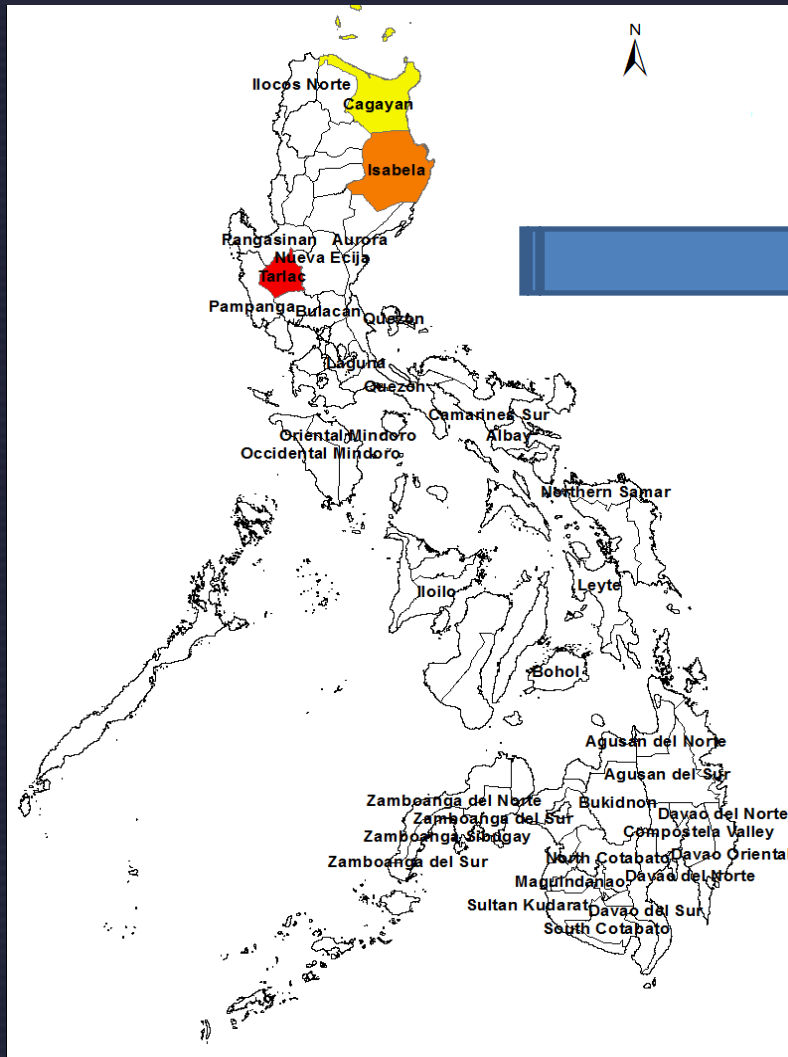 N
Ilocos Norte
Cagayan
Isabela
Pangasinan
Aurora
Nueva Ecija
Tarlac
Pampanga
Bulacan
Quezon
Laguna
Quezon
Camarines Sur
Albay
Oriental Mindoro
Occidental Mindoro
Northern Samar
Iloilo
Leyte
Bohol
Agusan del Norte
Agusan del Sur
Zamboanga del Norte
Bukidnon
Davao del Norte
Zamboanga del Sur
Compostela Valley
Zamboanga Sibugay
Zamboanga del Sur
North Cotabato
Davao Oriental
Maguindanao
Davao del Norte
Sultan Kudarat
Davao del Sur
South Cotabato